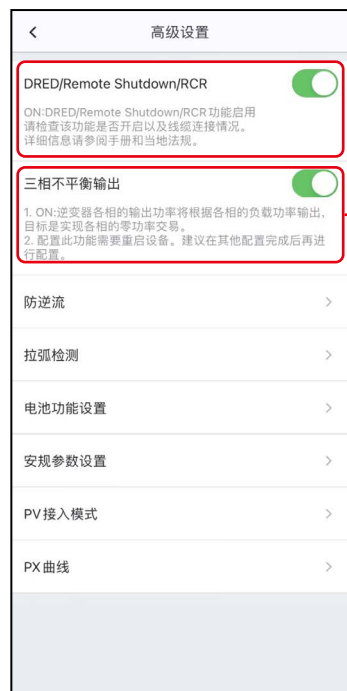 高级设置
DRED/Remote Shutdown/RCR
ON:DRED/Remote Shutdown/RCR功能启用
请检查该功能是否开启以及线缆连接情况。
详细信息请参阅手册和当地法规。
三相不平衡输出
1. ON:逆变器各相的输出功率将根据各相的负载功率输出,
目标是实现各相的零功率交易。
2. 配置此功能需要重启设备。建议在其他配置完成后再进
行配置。
防逆流
拉弧检测
电池功能设置
安规参数设置
PV接入模式
PX曲线